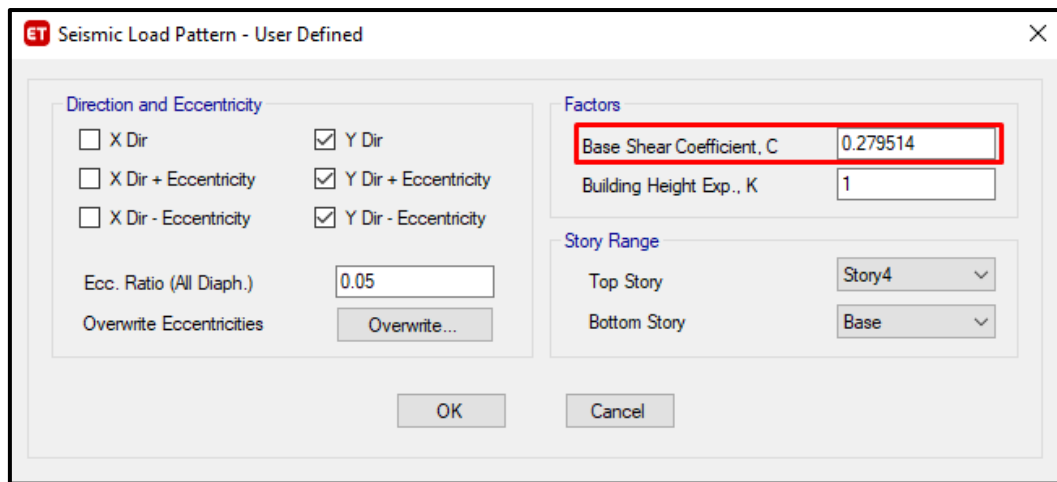 ET Seismic Load Pattern - User Defined
Direction and Eccentricity
X Dir
Y Dir
X Dir + Eccentricity
Y Dir + Eccentricity
X Dir - Eccentricity
Y Dir - Eccentricity
Ecc. Ratio (All Diaph.) 0.05
Overwrite Eccentricities Overwrite...
Factors
Base Shear Coefficient, C 0.279514
Building Height Exp., K 1
Story Range
Top Story Story4
Bottom Story Base
OK
Cancel